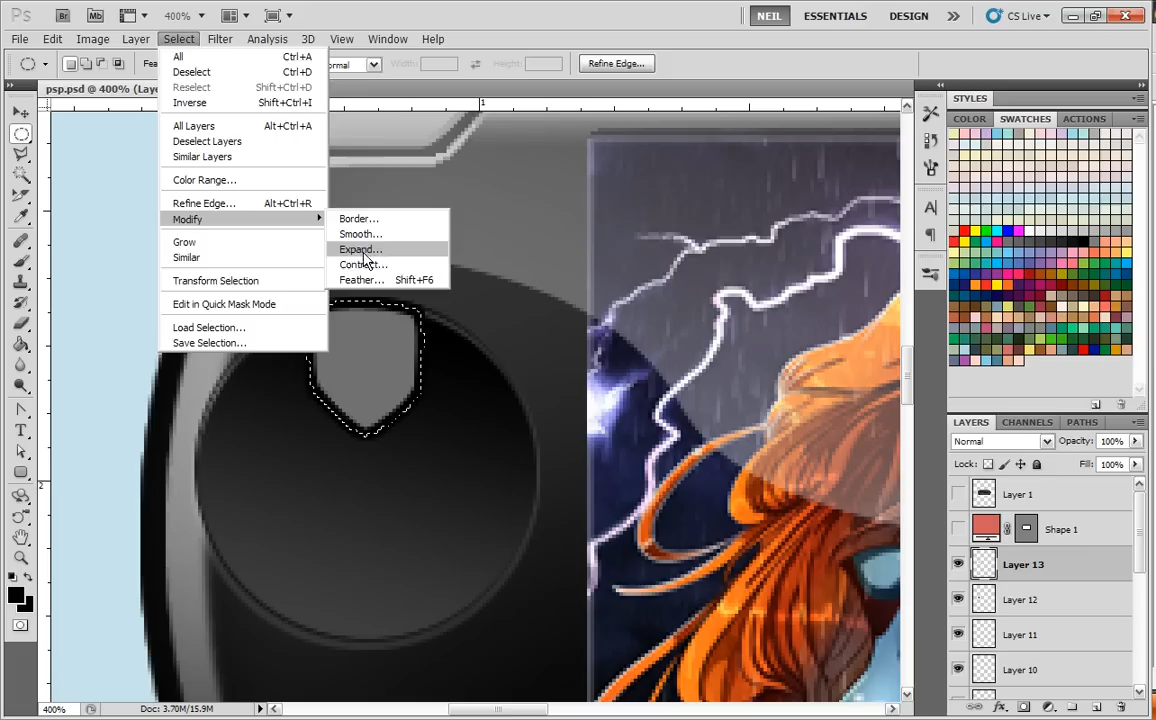 Ps Br Mb 400% NEIL ESSENTIALS DESIGN CS Live
File Edit Image Layer Select Filter Analysis 3D View Window Help
Width: Height: Refine Edge...
psp.psd @ 400%
All Ctrl+A
Deselect Ctrl+D
Reselect Shift+Ctrl+D
Inverse Shift+Ctrl+I
All Layers Alt+Ctrl+A
Deselect Layers
Similar Layers
Color Range...
Refine Edge... Alt+Ctrl+R
Modify
Grow
Similar
Transform Selection
Edit in Quick Mask Mode
Load Selection...
Save Selection...
Border...
Smooth...
Expand...
Contract...
Feather... Shift+F6
1
2
STYLES
COLOR SWATCHES ACTIONS
LAYERS CHANNELS PATHS
Normal Opacity: 100%
Lock: Fill: 100%
Layer 1
Shape 1
Layer 13
Layer 12
Layer 11
Layer 10
400% Doc: 3.70M/15.9M